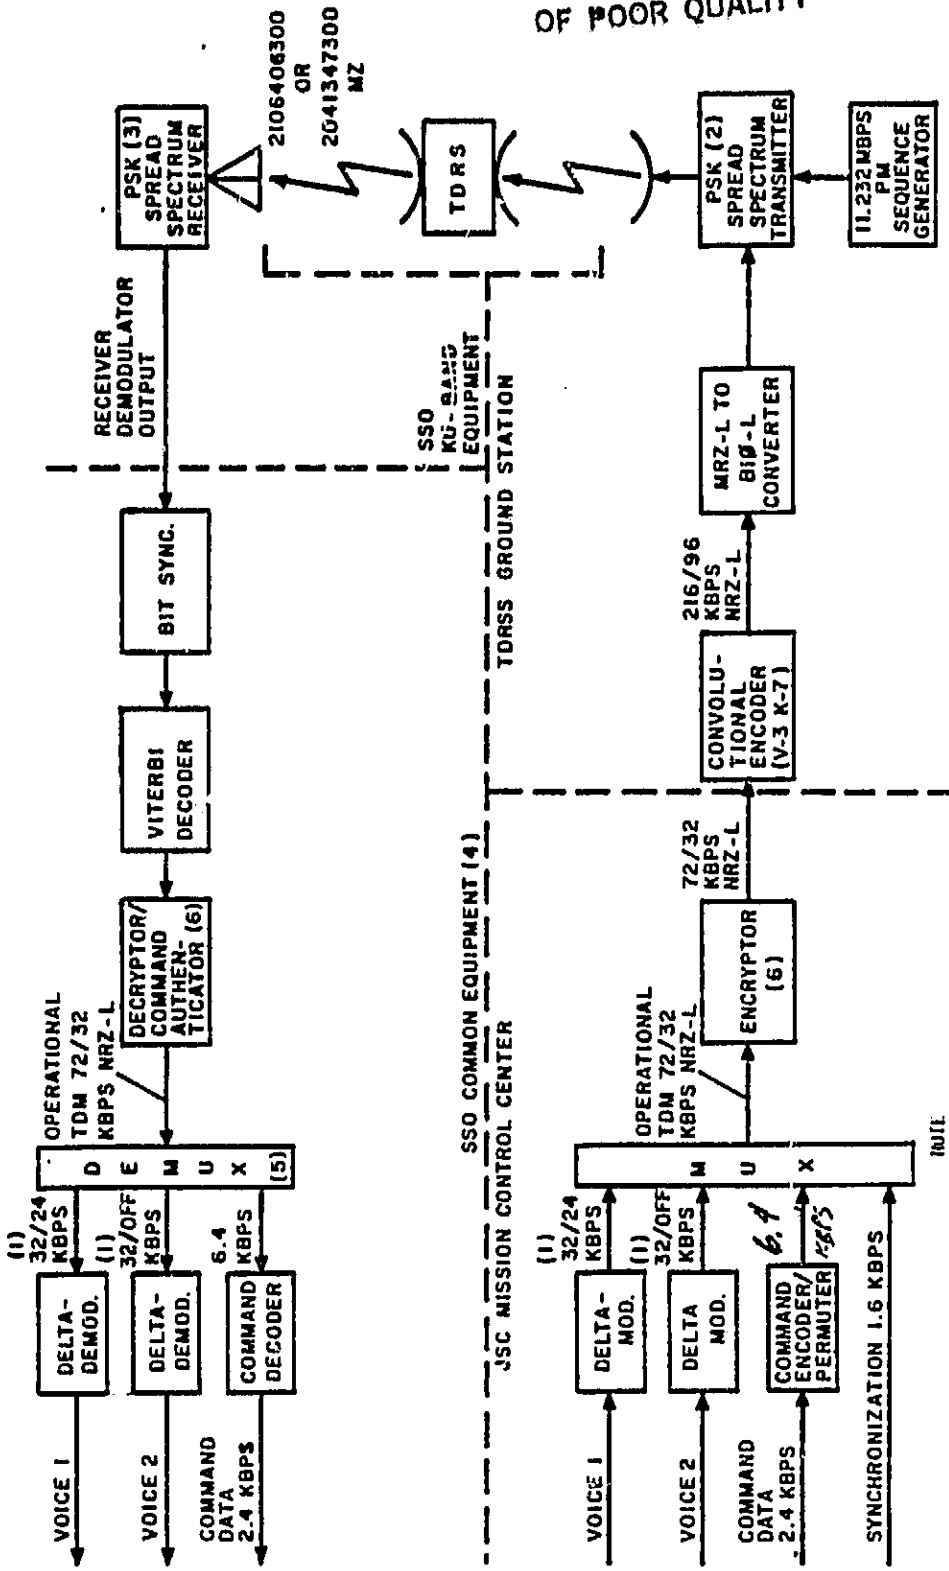 OF POOR QUALITY
VOICE 1
VOICE 2
COMMAND
DATA
2.4 KBPS
DELTA-
DEMOD.
DELTA-
DEMOD.
COMMAND
DECODER
(1)
32/24
KBPS
(1)
32/OFF
KBPS
6.4
KBPS
D
E
M
U
X
(5)
OPERATIONAL
TDM 72/32
KBPS NRZ-L
DECRYPTOR/
COMMAND
AUTHEN-
TICATOR (6)
VITERBI
DECODER
BIT SYNC.
RECEIVER
DEMODULATOR
OUTPUT
PSK (3)
SPREAD
SPECTRUM
RECEIVER
2106406300
OR
2041347300
MZ
TDRS
SSO
KU-BAND
EQUIPMENT
SSO COMMON EQUIPMENT (4)
JSC MISSION CONTROL CENTER
TDRSS GROUND STATION
VOICE 1
VOICE 2
COMMAND
DATA
2.4 KBPS
SYNCHRONIZATION 1.6 KBPS
DELTA-
MOD.
DELTA
MOD.
COMMAND
ENCODER/
PERMUTER
(1)
32/24
KBPS
(1)
32/OFF
KBPS
6.4
KBPS
M
U
X
OPERATIONAL
TDM 72/32
KBPS NRZ-L
ENCRYPTOR
(6)
72/32
KBPS
NRZ-L
CONVOLU-
TIONAL
ENCODER
(V-3 K-7)
216/96
KBPS
NRZ-L
MRZ-L TO
BIØ-L
CONVERTER
PSK (2)
SPREAD
SPECTRUM
TRANSMITTER
11.232 MBPS
PM
SEQUENCE
GENERATOR